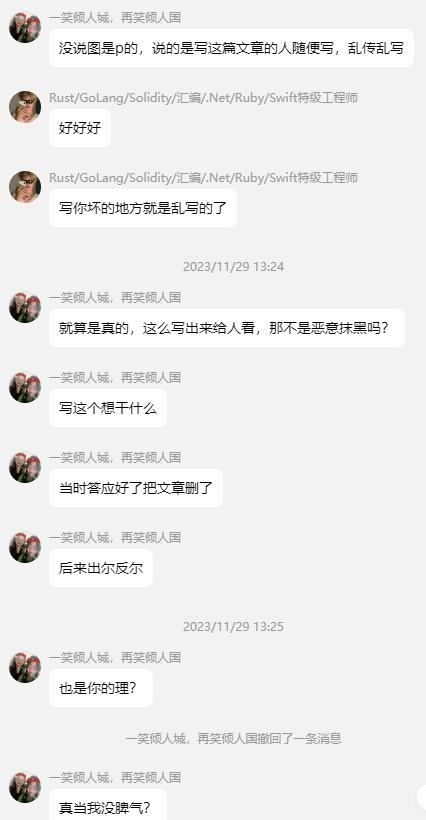 一笑倾人城，再笑倾人国
没说图是p的，说的是写这篇文章的人随便写，乱传乱写
Rust/GoLang/Solidity/汇编/.Net/Ruby/Swift特级工程师
好好好
Rust/GoLang/Solidity/汇编/.Net/Ruby/Swift特级工程师
写你坏的地方就是乱写的了
2023/11/29 13:24
一笑倾人城，再笑倾人国
就算是真的，这么写出来给人看，那不是恶意抹黑吗？
一笑倾人城，再笑倾人国
写这个想干什么
一笑倾人城，再笑倾人国
当时答应好了把文章删了
一笑倾人城，再笑倾人国
后来出尔反尔
2023/11/29 13:25
一笑倾人城，再笑倾人国
也是你的理？
一笑倾人城，再笑倾人国撤回了一条消息
一笑倾人城，再笑倾人国
真当我没脾气？